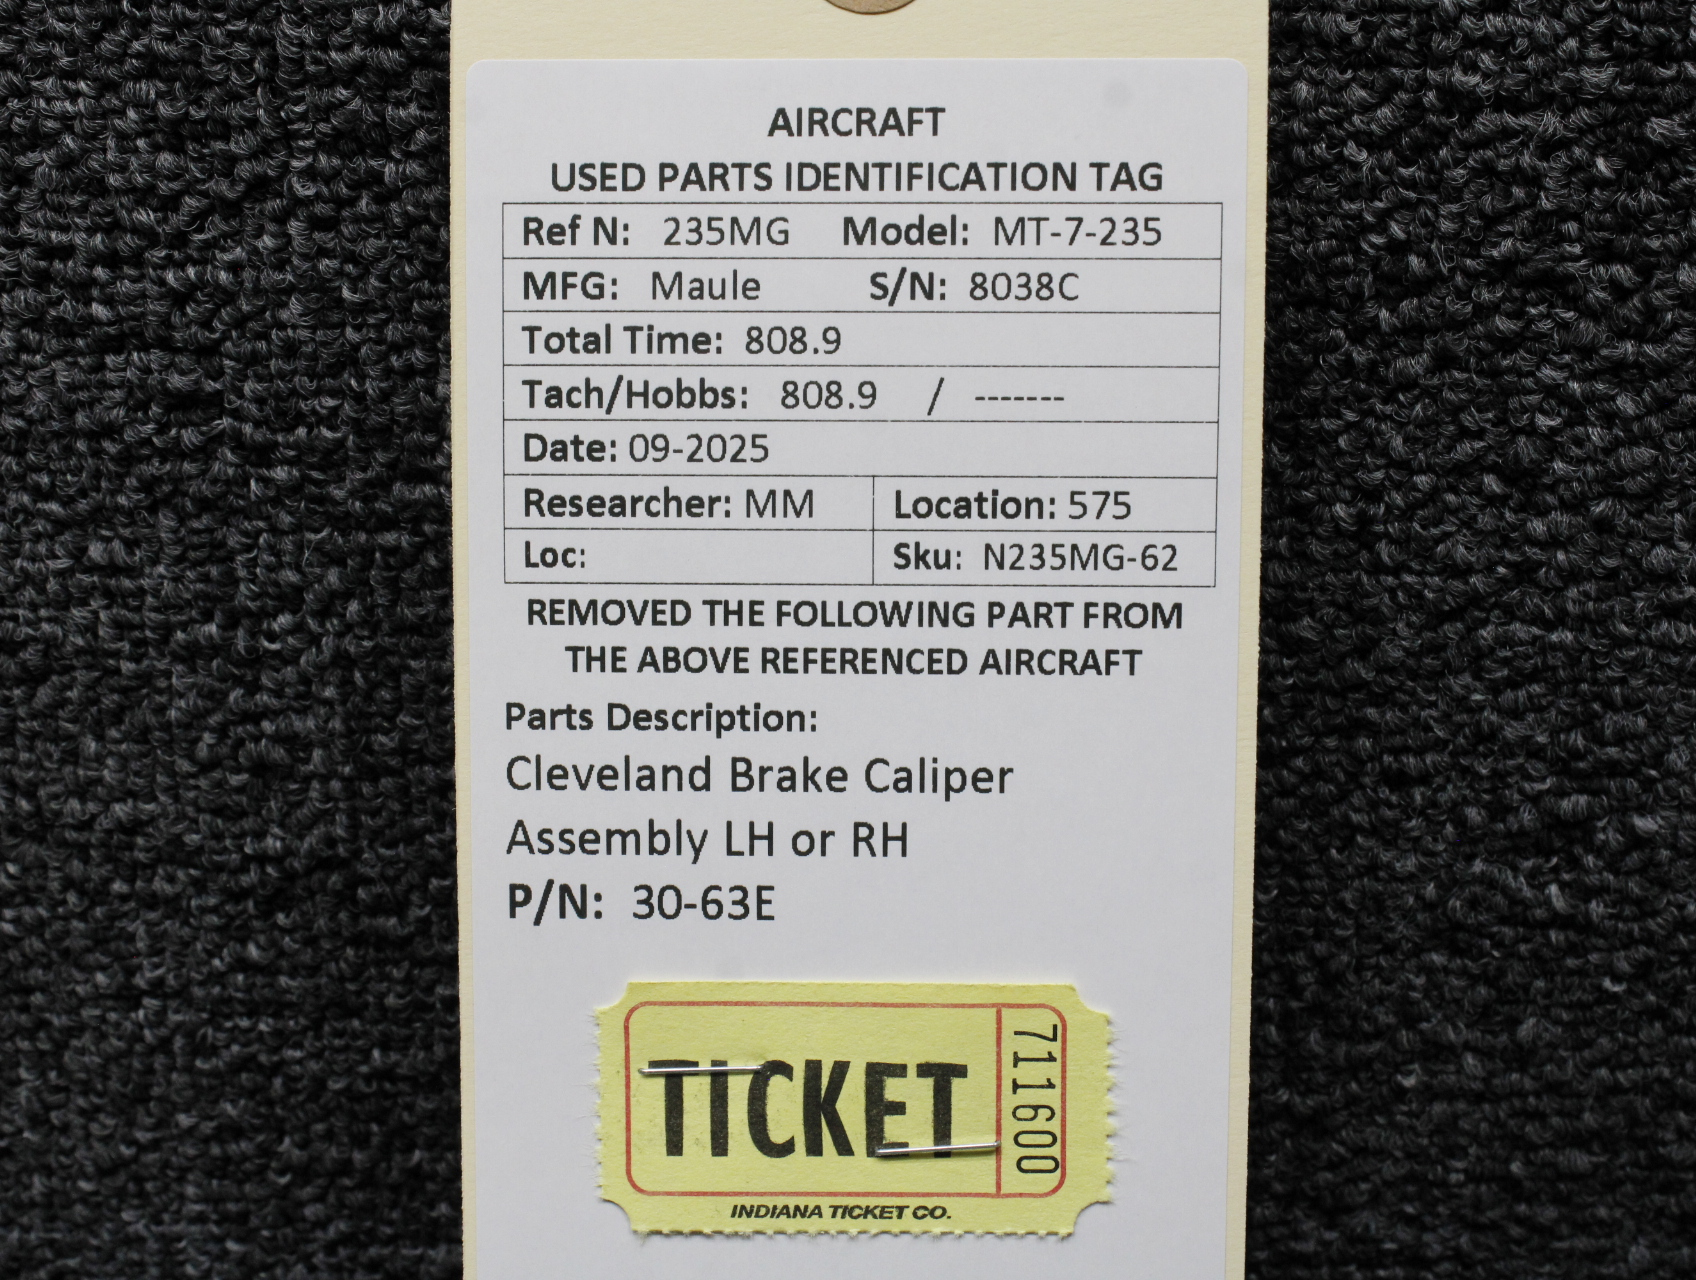 AIRCRAFT
USED PARTS IDENTIFICATION TAG
Ref N: 235MG Model: MT-7-235
MFG: Maule S/N: 8038C
Total Time: 808.9
Tach/Hobbs: 808.9 / -------
Date: 09-2025
Researcher: MM Location: 575
Loc: Sku: N235MG-62
REMOVED THE FOLLOWING PART FROM
THE ABOVE REFERENCED AIRCRAFT
Parts Description:
Cleveland Brake Caliper
Assembly LH or RH
P/N: 30-63E
TICKET
711600
INDIANA TICKET CO.